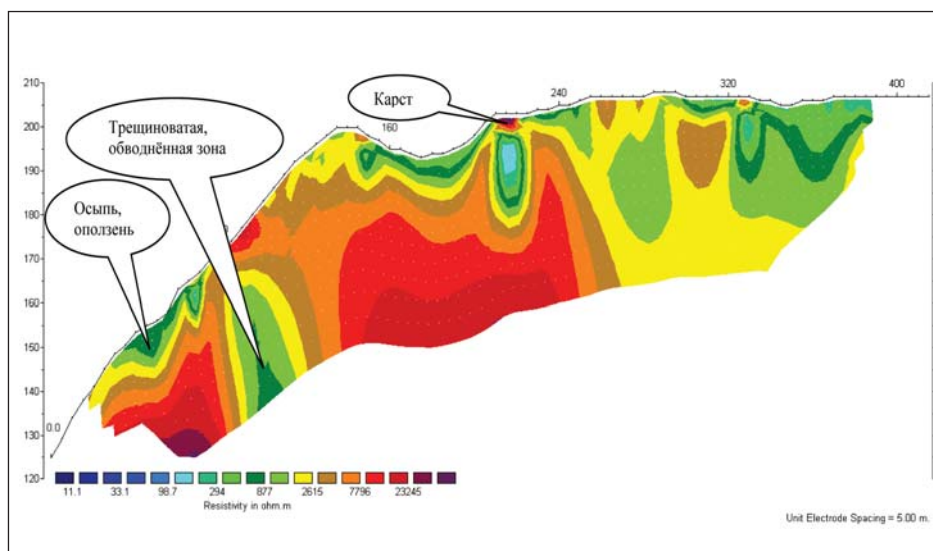 210
200
190
180
170
160
150
140
130
120
Осыпь,
оползень
Трещиноватая,
обводнённая зона
Карст
0.0
160
240
320
400
11.1 33.1 98.7 294 877 2615 7796 23245
Resistivity in ohm.m
Unit Electrode Spacing = 5.00 m.